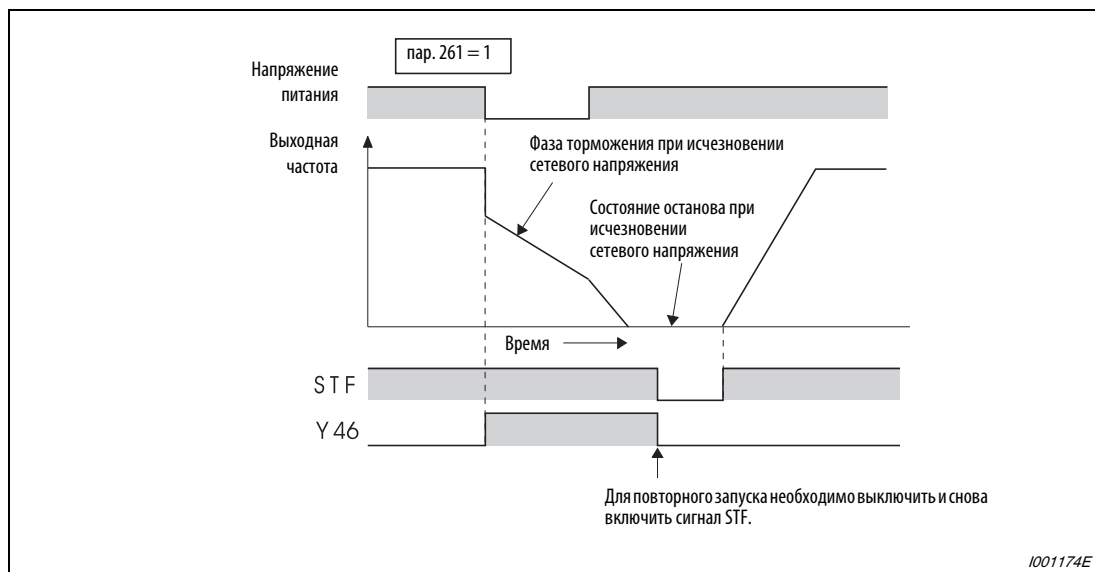 пар. 261 = 1
Напряжение
питания
Выходная
частота
Фаза торможения при исчезновении
сетевого напряжения
Состояние останова при
исчезновении
сетевого напряжения
Время
STF
Y46
Для повторного запуска необходимо выключить и снова
включить сигнал STF.
I001174E